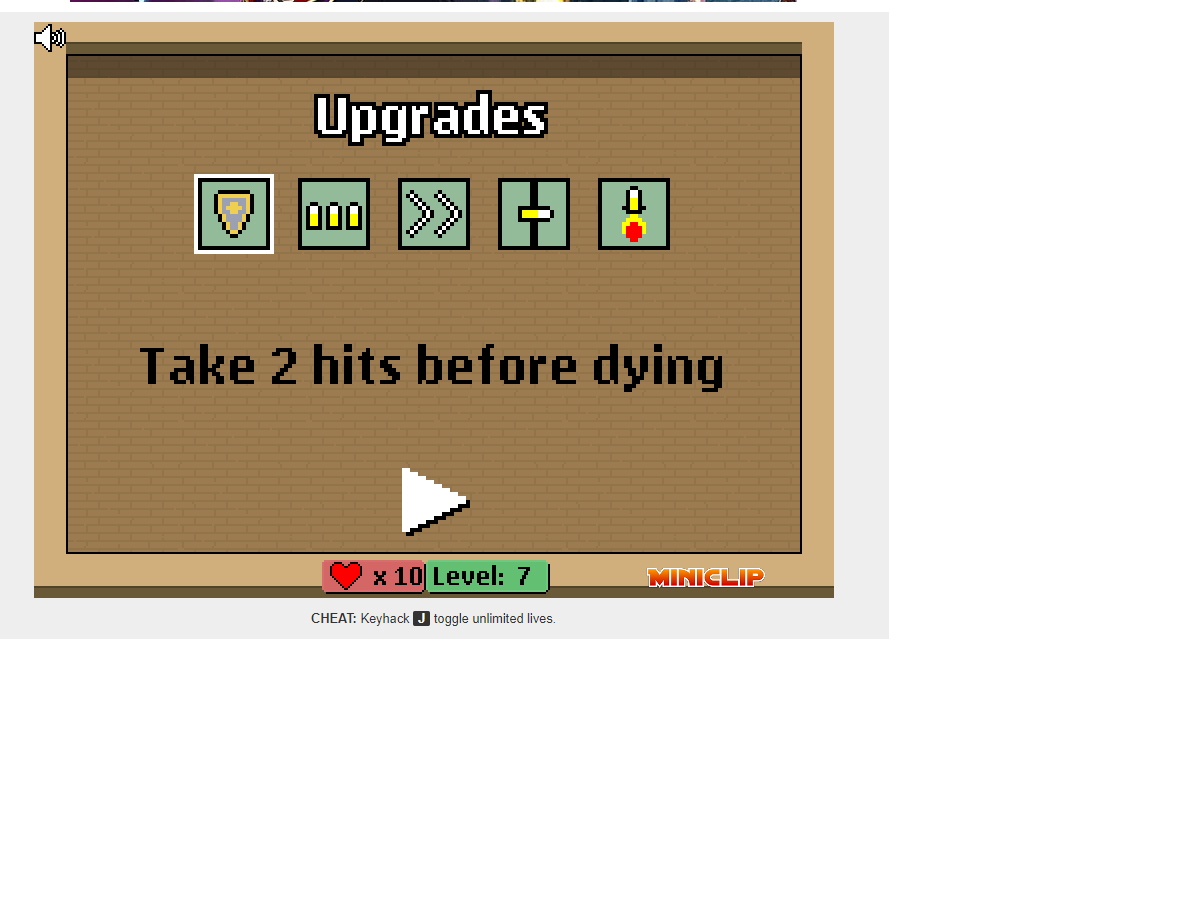 Upgrades
Take 2 hits before dying
x 10 Level: 7
MINICLIP
CHEAT: Keyhack J toggle unlimited lives.